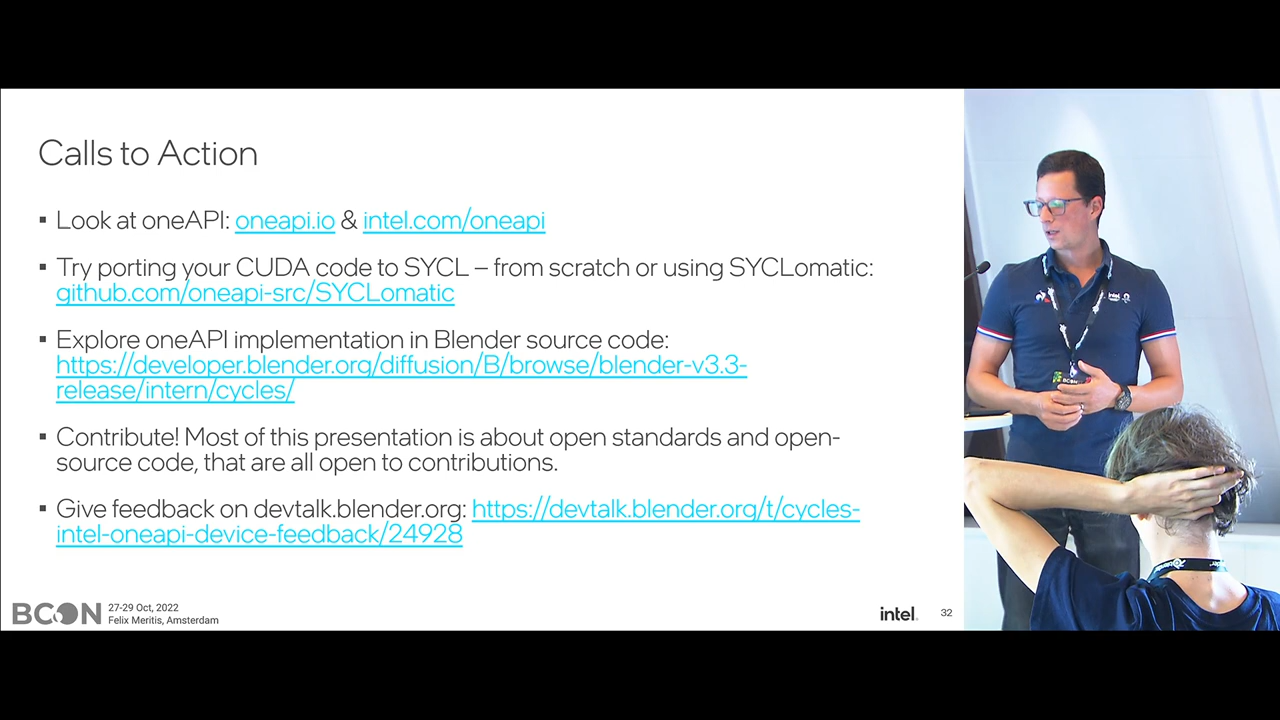 Calls to Action
▪ Look at oneAPI: oneapi.io & intel.com/oneapi
▪ Try porting your CUDA code to SYCL – from scratch or using SYCLomatic:
github.com/oneapi-src/SYCLomatic
▪ Explore oneAPI implementation in Blender source code:
https://developer.blender.org/diffusion/B/browse/blender-v3.3-
release/intern/cycles/
▪ Contribute! Most of this presentation is about open standards and open-
source code, that are all open to contributions.
▪ Give feedback on devtalk.blender.org: https://devtalk.blender.org/t/cycles-
intel-oneapi-device-feedback/24928
BCON
27-29 Oct, 2022
Felix Meritis, Amsterdam
intel.
32
intel
BCON
blender